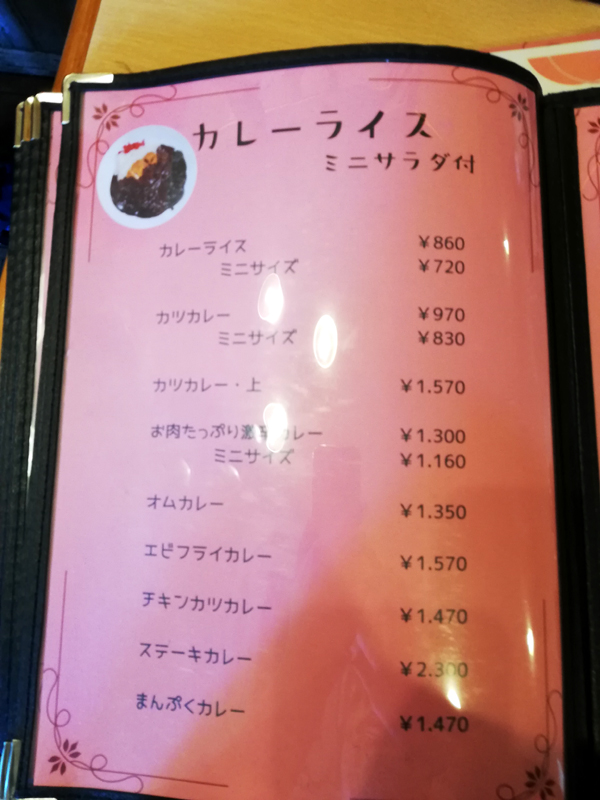 カレーライス
ミニサラダ付
カレーライス ¥860
ミニサイズ ¥720
カツカレー ¥970
ミニサイズ ¥830
カツカレー・上 ¥1.570
お肉たっぷり激辛カレー ¥1.300
ミニサイズ ¥1.160
オムカレー ¥1.350
エビフライカレー ¥1.570
チキンカツカレー ¥1.470
ステーキカレー ¥2.300
まんぷくカレー ¥1.470